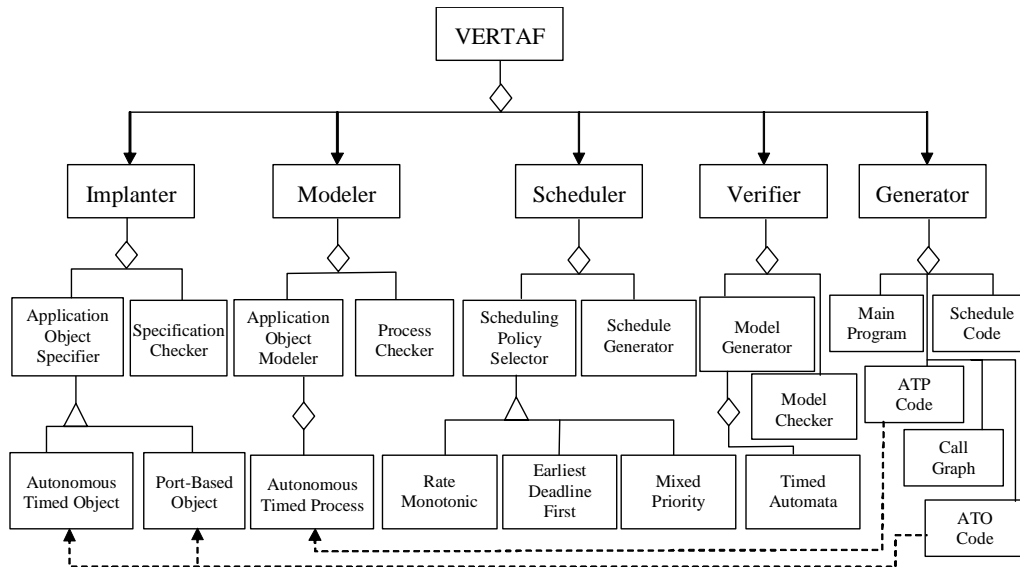 VERTAF
Implanter
Modeler
Scheduler
Verifier
Generator
Application
Object
Specifier
Specification
Checker
Application
Object
Modeler
Process
Checker
Scheduling
Policy
Selector
Schedule
Generator
Model
Generator
Model
Checker
Main
Program
Schedule
Code
ATP
Code
Call
Graph
ATO
Code
Autonomous
Timed Object
Port-Based
Object
Autonomous
Timed Process
Rate
Monotonic
Earliest
Deadline
First
Mixed
Priority
Timed
Automata